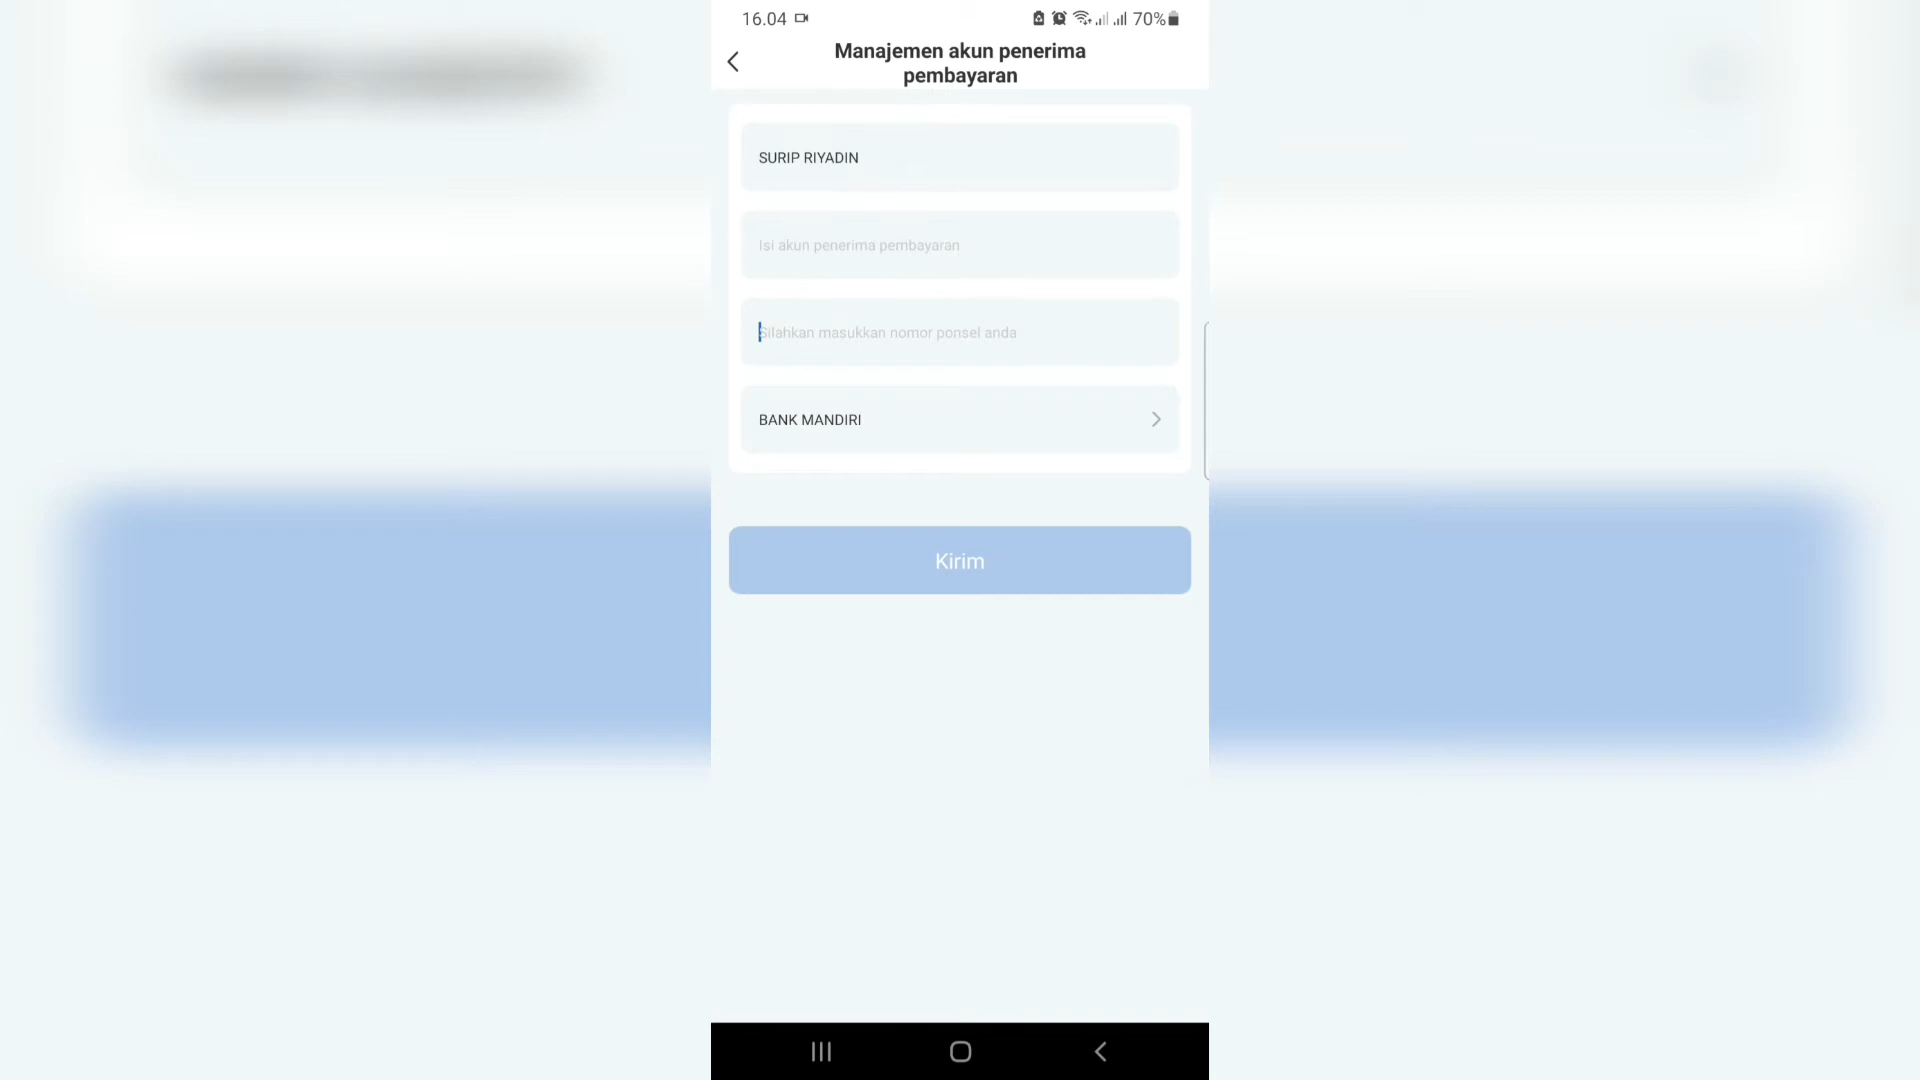 16.04
70%
Manajemen akun penerima
pembayaran
SURIP RIYADIN
Isi akun penerima pembayaran
Silahkan masukkan nomor ponsel anda
BANK MANDIRI
Kirim